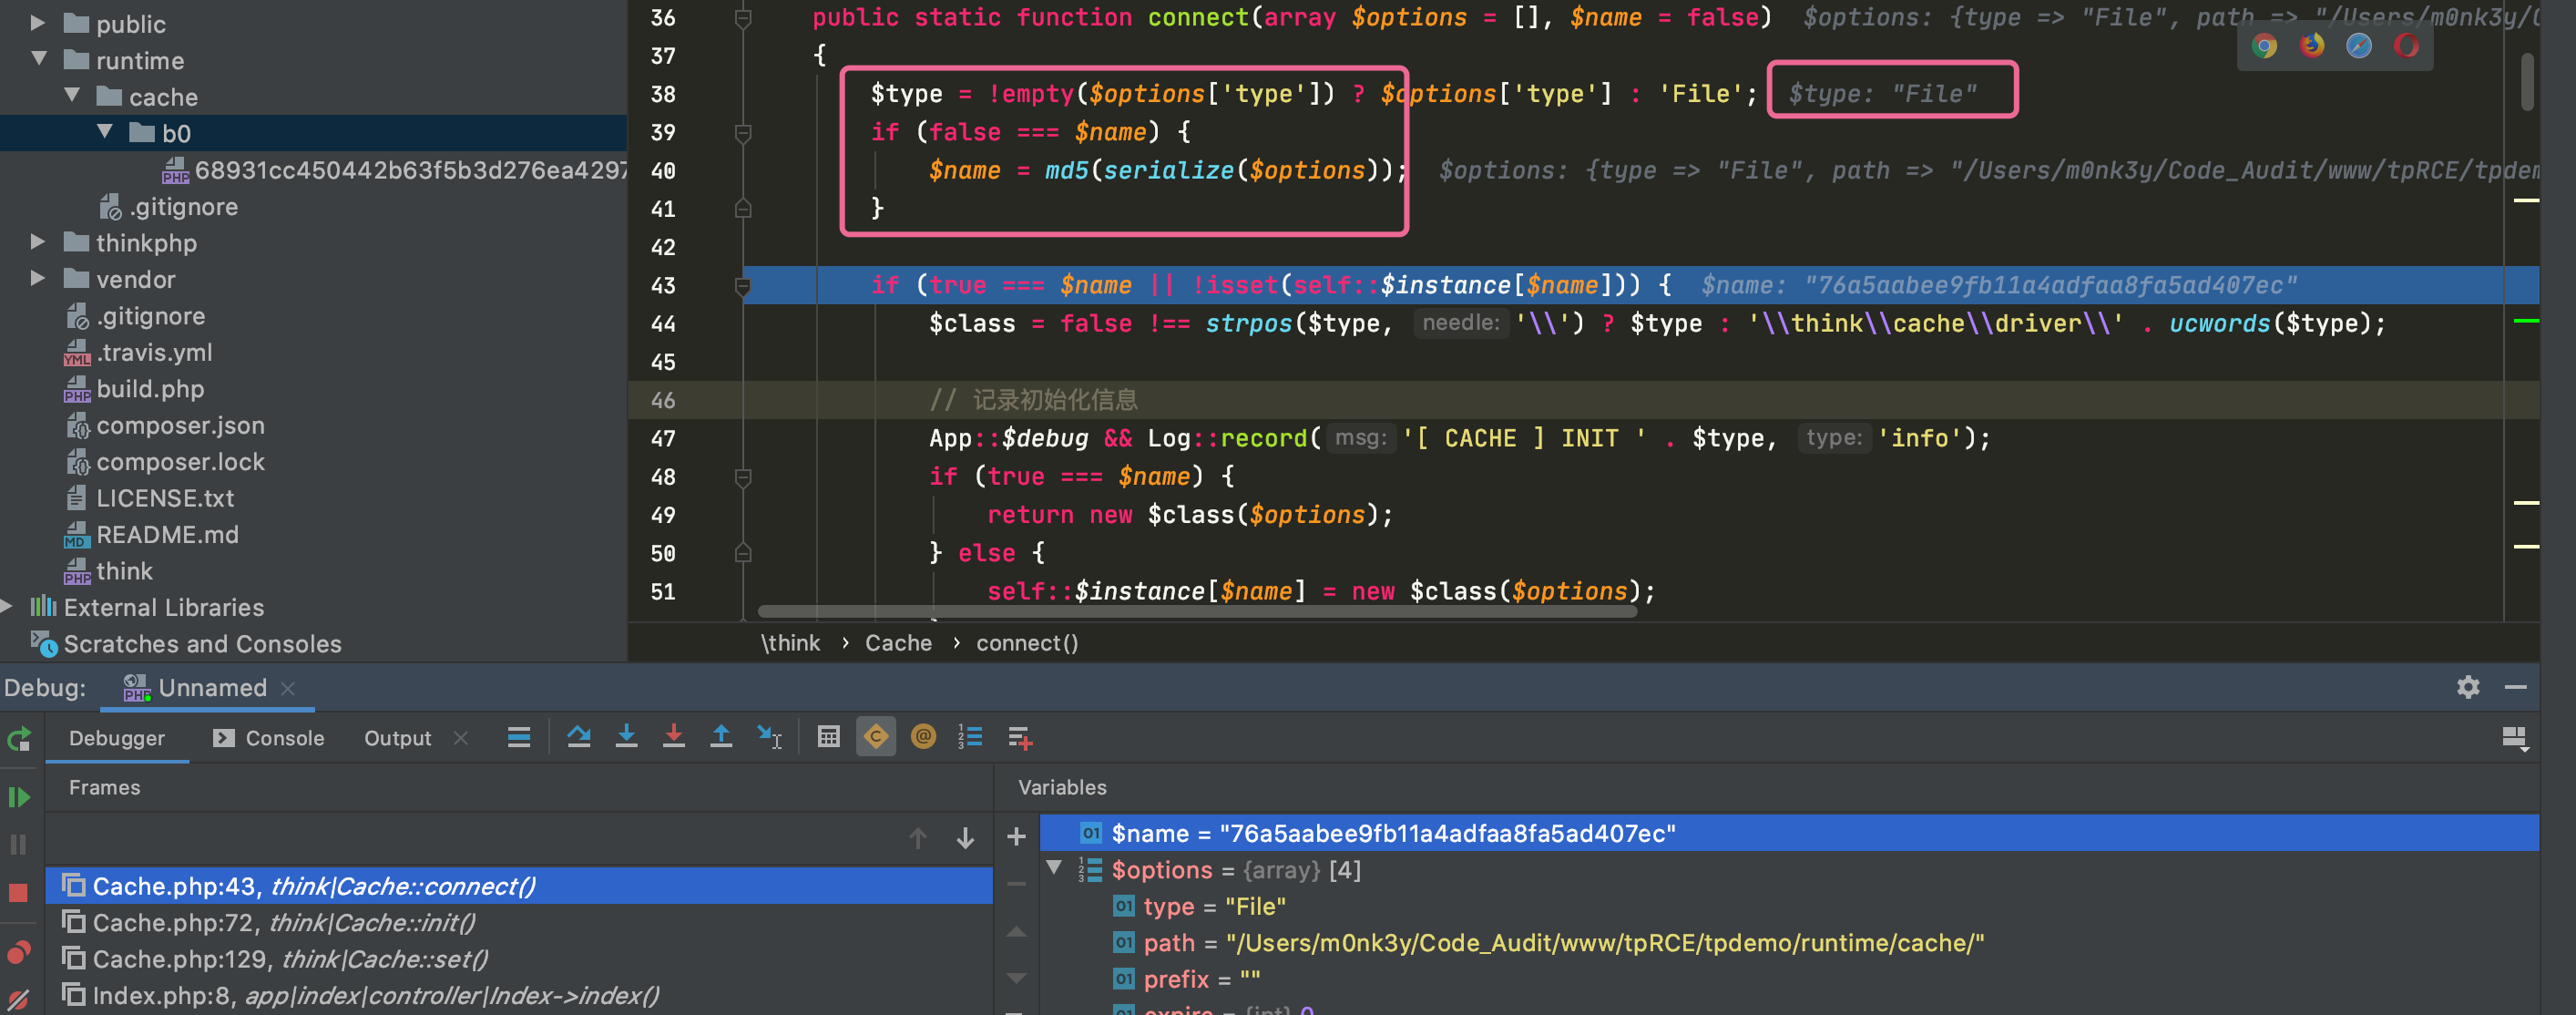 public
runtime
cache
b0
68931cc450442b63f5b3d276ea4297
.gitignore
thinkphp
vendor
.gitignore
.travis.yml
build.php
composer.json
composer.lock
LICENSE.txt
README.md
think
External Libraries
Scratches and Consoles
36 public static function connect(array $options = [], $name = false) $options: {type => "File", path => "/Users/m0nk3y/C
37 {
38 $type = !empty($options['type']) ? $options['type'] : 'File'; $type: "File"
39 if (false === $name) {
40 $name = md5(serialize($options)); $options: {type => "File", path => "/Users/m0nk3y/Code_Audit/www/tpRCE/tpdem
41 }
42
43 if (true === $name || !isset(self::$instance[$name])) { $name: "76a5aabee9fb11a4adfaa8fa5ad407ec"
44 $class = false !== strpos($type, needle: '\\') ? $type : '\\think\\cache\\driver\\' . ucwords($type);
45
46 // 记录初始化信息
47 App::$debug && Log::record( msg: '[ CACHE ] INIT ' . $type, type: 'info');
48 if (true === $name) {
49 return new $class($options);
50 } else {
51 self::$instance[$name] = new $class($options);
\think › Cache › connect()
Debug: Unnamed
Debugger Console Output
Frames
Cache.php:43, think|Cache::connect()
Cache.php:72, think|Cache::init()
Cache.php:129, think|Cache::set()
Index.php:8, app|index|controller|Index->index()
Variables
$name = "76a5aabee9fb11a4adfaa8fa5ad407ec"
$options = {array} [4]
type = "File"
path = "/Users/m0nk3y/Code_Audit/www/tpRCE/tpdemo/runtime/cache/"
prefix = ""
expire = {int} 0